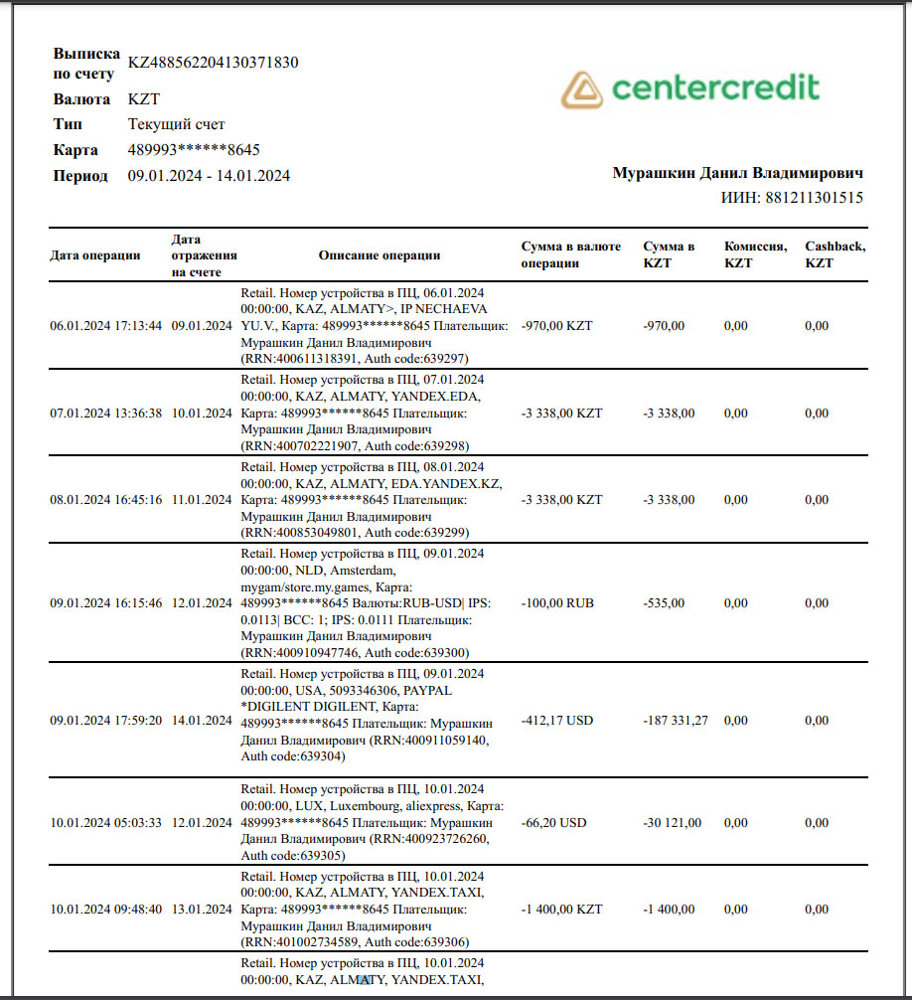 Выписка
по счету KZ488562204130371830
centercredit
Валюта KZT
Тип Текущий счет
Карта 489993******8645
Период 09.01.2024 - 14.01.2024
Мурашкин Данил Владимирович
ИИН: 881211301515
Дата операции Дата отражения на счете Описание операции Сумма в валюте операции Сумма в KZT Комиссия, KZT Cashback, KZT
Retail. Номер устройства в ПЦ, 06.01.2024
00:00:00, KAZ, ALMATY>, IP NECHAEVA
06.01.2024 17:13:44 09.01.2024 YU.V., Карта: 489993******8645 Плательщик: -970,00 KZT -970,00 0,00 0,00
Мурашкин Данил Владимирович
(RRN:400611318391, Auth code:639297)
Retail. Номер устройства в ПЦ, 07.01.2024
00:00:00, KAZ, ALMATY, YANDEX.EDA,
07.01.2024 13:36:38 10.01.2024 Карта: 489993******8645 Плательщик: -3 338,00 KZT -3 338,00 0,00 0,00
Мурашкин Данил Владимирович
(RRN:400702221907, Auth code:639298)
Retail. Номер устройства в ПЦ, 08.01.2024
00:00:00, KAZ, ALMATY, EDA.YANDEX.KZ,
08.01.2024 16:45:16 11.01.2024 Карта: 489993******8645 Плательщик: -3 338,00 KZT -3 338,00 0,00 0,00
Мурашкин Данил Владимирович
(RRN:400853049801, Auth code:639299)
Retail. Номер устройства в ПЦ, 09.01.2024
00:00:00, NLD, Amsterdam,
mygam/store.my.games, Карта:
09.01.2024 16:15:46 12.01.2024 489993******8645 Валюты:RUB-USD| IPS: -100,00 RUB -535,00 0,00 0,00
0.0113| BCC: 1; IPS: 0.0111 Плательщик:
Мурашкин Данил Владимирович
(RRN:400910947746, Auth code:639300)
Retail. Номер устройства в ПЦ, 09.01.2024
00:00:00, USA, 5093346306, PAYPAL
*DIGILENT DIGILENT, Карта:
09.01.2024 17:59:20 14.01.2024 489993******8645 Плательщик: Мурашкин -412,17 USD -187 331,27 0,00 0,00
Данил Владимирович (RRN:400911059140,
Auth code:639304)
Retail. Номер устройства в ПЦ, 10.01.2024
00:00:00, LUX, Luxembourg, aliexpress, Карта:
10.01.2024 05:03:33 12.01.2024 489993******8645 Плательщик: Мурашкин -66,20 USD -30 121,00 0,00 0,00
Данил Владимирович (RRN:400923726260,
Auth code:639305)
Retail. Номер устройства в ПЦ, 10.01.2024
00:00:00, KAZ, ALMATY, YANDEX.TAXI,
10.01.2024 09:48:40 13.01.2024 Карта: 489993******8645 Плательщик: -1 400,00 KZT -1 400,00 0,00 0,00
Мурашкин Данил Владимирович
(RRN:401002734589, Auth code:639306)
Retail. Номер устройства в ПЦ, 10.01.2024
00:00:00, KAZ, ALMATY, YANDEX.TAXI,